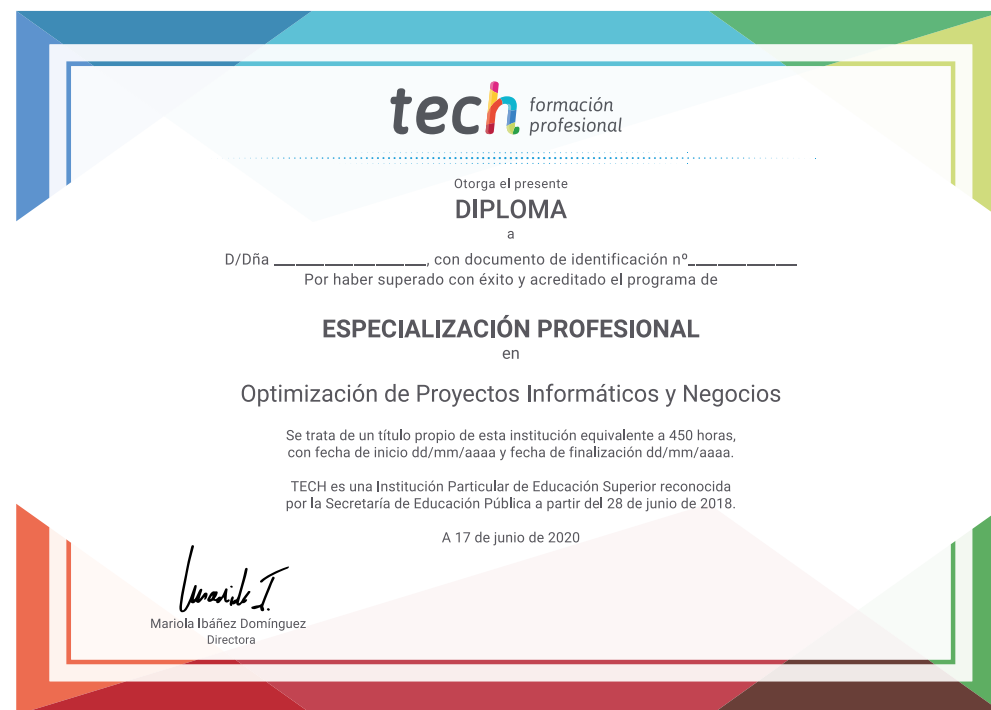 tech formación
profesional
Otorga el presente
DIPLOMA
a
D/Dña ______________, con documento de identificación nº__________
Por haber superado con éxito y acreditado el programa de
ESPECIALIZACIÓN PROFESIONAL
en
Optimización de Proyectos Informáticos y Negocios
Se trata de un título propio de esta institución equivalente a 450 horas,
con fecha de inicio dd/mm/aaaa y fecha de finalización dd/mm/aaaa.
TECH es una Institución Particular de Educación Superior reconocida
por la Secretaría de Educación Pública a partir del 28 de junio de 2018.
A 17 de junio de 2020
Mariola Ibáñez Domínguez
Directora